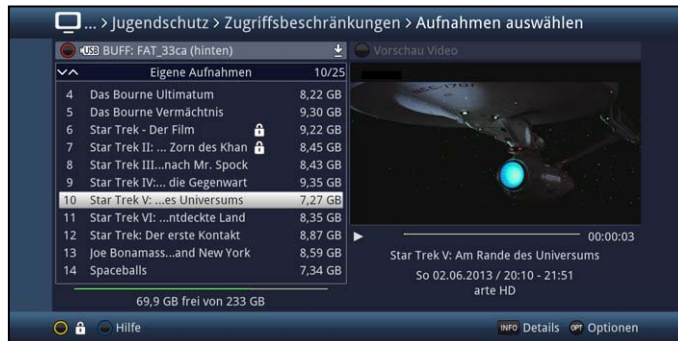 ... > Jugendschutz > Zugriffsbeschränkungen > Aufnahmen auswählen
USB BUFF: FAT_33ca (hinten)
Vorschau Video
Eigene Aufnahmen 10/25
4 Das Bourne Ultimatum 8,22 GB
5 Das Bourne Vermächtnis 9,30 GB
6 Star Trek - Der Film 9,22 GB
7 Star Trek II: ... Zorn des Khan 8,45 GB
8 Star Trek III...nach Mr. Spock 8,43 GB
9 Star Trek IV:... die Gegenwart 9,35 GB
10 Star Trek V: ...es Universums 7,27 GB
11 Star Trek VI: ...ntdeckte Land 8,35 GB
12 Star Trek: Der erste Kontakt 8,87 GB
13 Joe Bonamass...and New York 8,59 GB
14 Spaceballs 7,34 GB
69,9 GB frei von 233 GB
NCC-1701
00:00:03
Star Trek V: Am Rande des Universums
So 02.06.2013 / 20:10 - 21:51
arte HD
Hilfe
INFO Details OPT Optionen